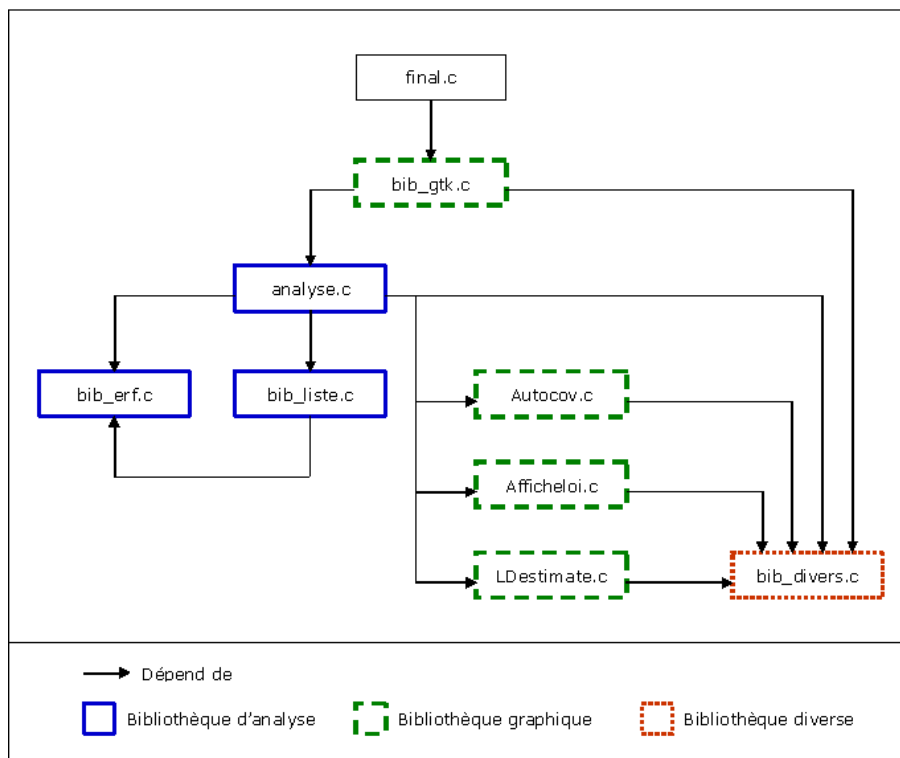 final.c
bib_gtk.c
analyse.c
bib_erf.c
bib_liste.c
Autocov.c
Afficheloi.c
LDestimate.c
bib_divers.c
Dépend de
Bibliothèque d'analyse
Bibliothèque graphique
Bibliothèque diverse